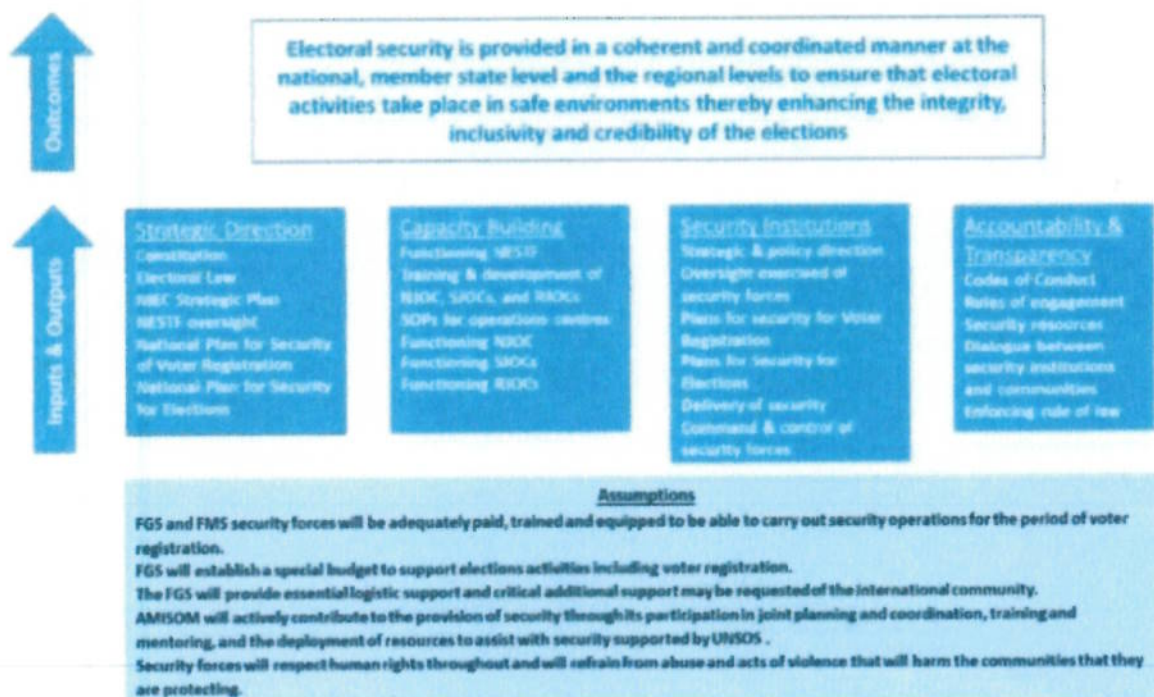 Outcomes
Electoral security is provided in a coherent and coordinated manner at the
national, member state level and the regional levels to ensure that electoral
activities take place in safe environments thereby enhancing the integrity,
inclusivity and credibility of the elections
Inputs & Outputs
Strategic Direction
Constitution
Electoral Law
NIEC Strategic Plan
NESTF oversight
National Plan for Security
of Voter Registration
National Plan for Security
for Elections
Capacity Building
Functioning NESTF
Training & development of
NJOC, SJOCs, and RJOCs
SOPs for operations centres
Functioning NJOC
Functioning SJOCs
Functioning RJOCs
Security Institutions
Strategic & policy direction
Oversight exercised of
security forces
Plans for security for Voter
Registration
Plans for Security for
Elections
Delivery of security
Command & control of
security forces
Accountability &
Transparency
Codes of Conduct
Rules of engagement
Security resources
Dialogue between
security institutions
and communities
Enforcing rule of law
Assumptions
FGS and FMS security forces will be adequately paid, trained and equipped to be able to carry out security operations for the period of voter
registration.
FGS will establish a special budget to support elections activities including voter registration.
The FGS will provide essential logistic support and critical additional support may be requested of the international community.
AMISOM will actively contribute to the provision of security through its participation in joint planning and coordination, training and
mentoring, and the deployment of resources to assist with security supported by UNSOS .
Security forces will respect human rights throughout and will refrain from abuse and acts of violence that will harm the communities that they
are protecting.